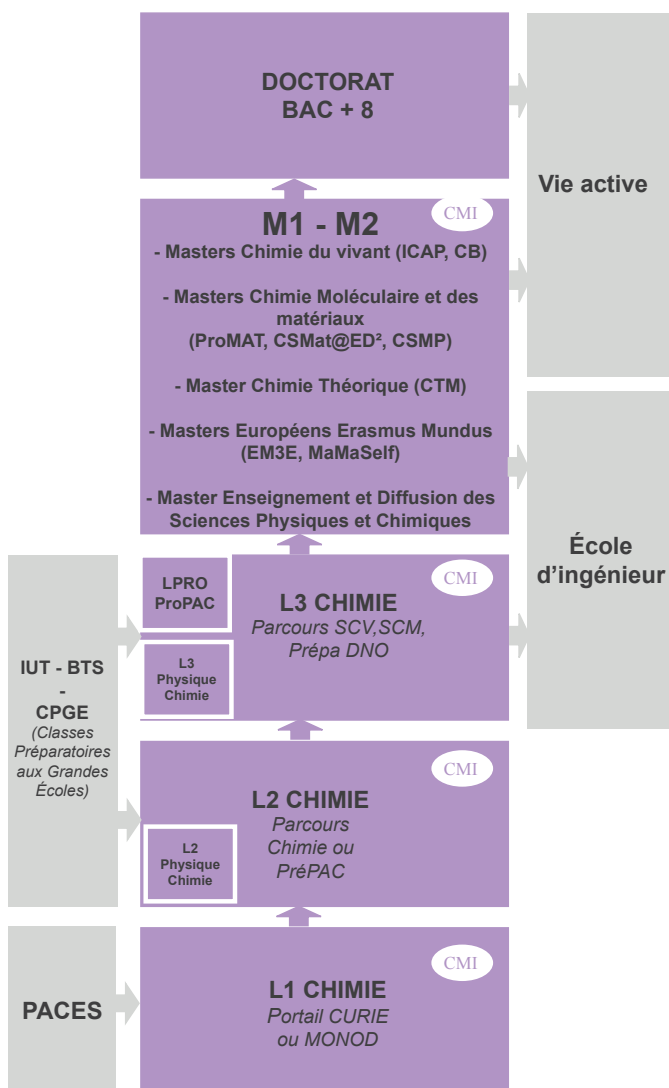 DOCTORAT
BAC + 8
Vie active
CMI
M1 - M2
- Masters Chimie du vivant (ICAP, CB)
- Masters Chimie Moléculaire et des
matériaux
(ProMAT, CSMat@ED², CSMP)
- Master Chimie Théorique (CTM)
- Masters Européens Erasmus Mundus
(EM3E, MaMaSelf)
- Master Enseignement et Diffusion des
Sciences Physiques et Chimiques
École
d'ingénieur
LPRO
ProPAC
CMI
L3 CHIMIE
Parcours SCV,SCM,
Prépa DNO
L3
Physique
Chimie
IUT - BTS
-
CPGE
(Classes
Préparatoires
aux Grandes
Écoles)
CMI
L2 CHIMIE
Parcours
Chimie ou
PréPAC
L2
Physique
Chimie
PACES
CMI
L1 CHIMIE
Portail CURIE
ou MONOD